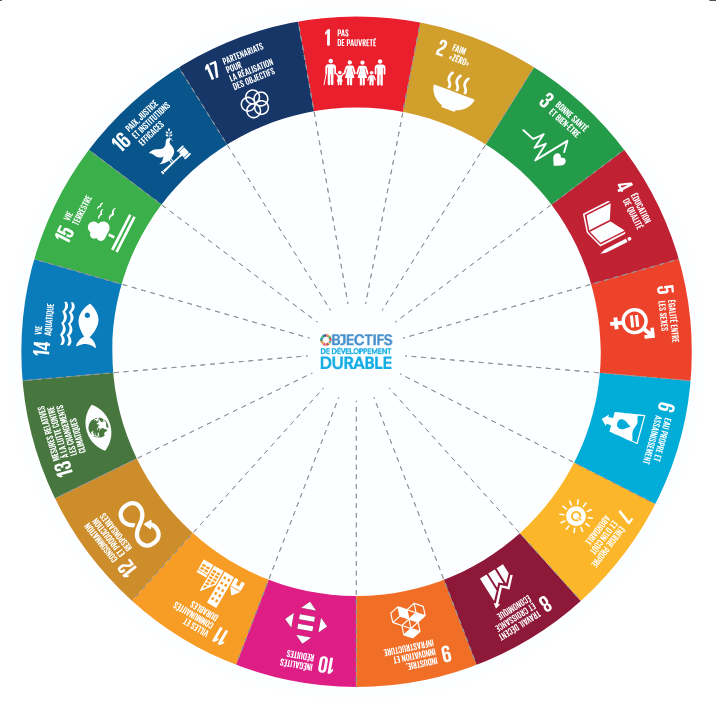 1 PAS
DE PAUVRETÉ
2 FAIM
«ZÉRO»
3 BONNE SANTÉ
ET BIEN-ÊTRE
4 ÉDUCATION
DE QUALITÉ
5 ÉGALITÉ ENTRE
LES SEXES
6 EAU PROPRE ET
ASSAINISSEMENT
7 ÉNERGIE PROPRE
ET D'UN COÛT
ABORDABLE
8 TRAVAIL DÉCENT
ET CROISSANCE
ÉCONOMIQUE
9 INDUSTRIE,
INNOVATION ET
INFRASTRUCTURE
10 INÉGALITÉS
RÉDUITES
11 VILLES ET
COMMUNAUTÉS
DURABLES
12 CONSOMMATION
ET PRODUCTION
RESPONSABLES
13 MESURES RELATIVES
À LA LUTTE CONTRE
LES CHANGEMENTS
CLIMATIQUES
14 VIE
AQUATIQUE
15 VIE
TERRESTRE
16 PAIX, JUSTICE
ET INSTITUTIONS
EFFICACES
17 PARTENARIATS
POUR
LA RÉALISATION
DES OBJECTIFS
OBJECTIFS
DE DÉVELOPPEMENT
DURABLE